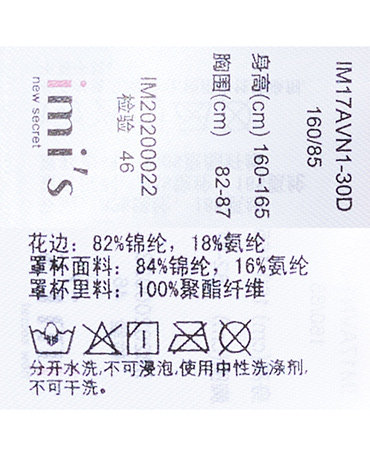 IM17AVN1-30D
160/85
身高(cm) 160-165
胸围(cm) 82-87
IM20200022
检验 46
imi's
new secret
花边：82%锦纶，18%氨纶
罩杯面料：84%锦纶，16%氨纶
罩杯里料：100%聚酯纤维
分开水洗,不可浸泡,使用中性洗涤剂,
不可干洗。